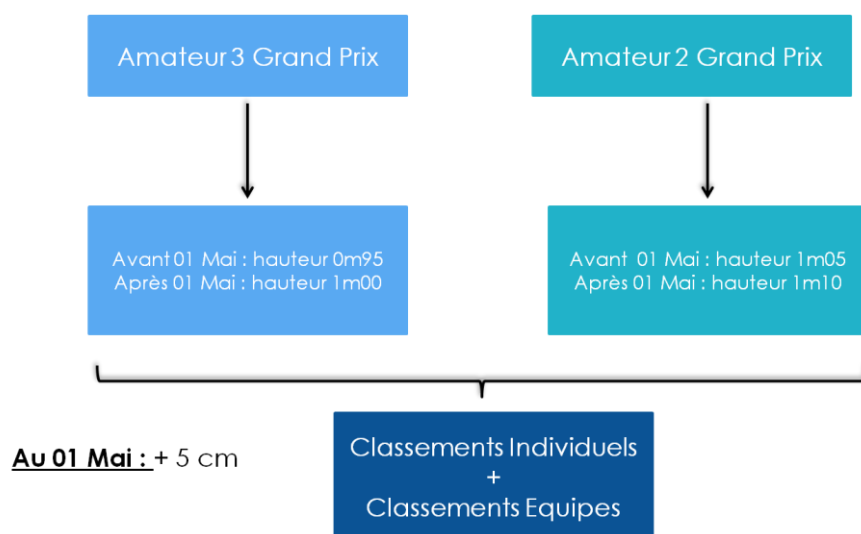 Amateur 3 Grand Prix
Amateur 2 Grand Prix
Avant 01 Mai : hauteur 0m95
Après 01 Mai : hauteur 1m00
Avant 01 Mai : hauteur 1m05
Après 01 Mai : hauteur 1m10
Au 01 Mai : + 5 cm
Classements Individuels
+
Classements Equipes